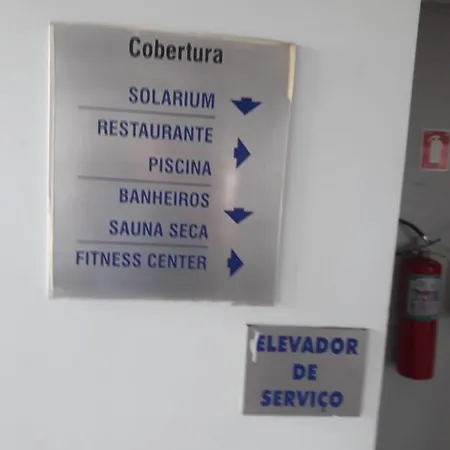 Cobertura
SOLARIUM
RESTAURANTE
PISCINA
BANHEIROS
SAUNA SECA
FITNESS CENTER
ELEVADOR
DE
SERVIÇO